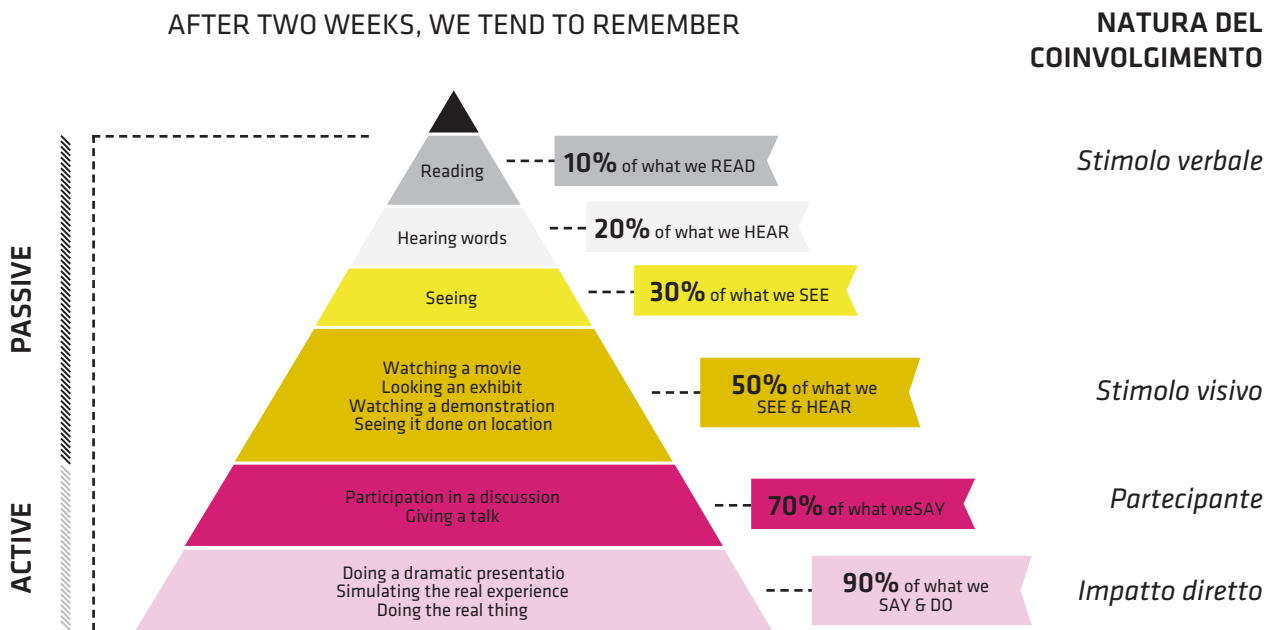 AFTER TWO WEEKS, WE TEND TO REMEMBER
NATURA DEL
COINVOLGIMENTO
PASSIVE
Reading
10% of what we READ
Stimolo verbale
Hearing words
20% of what we HEAR
Seeing
30% of what we SEE
Watching a movie
Looking an exhibit
Watching a demonstration
Seeing it done on location
50% of what we
SEE & HEAR
Stimolo visivo
ACTIVE
Participation in a discussion
Giving a talk
70% of what weSAY
Partecipante
Doing a dramatic presentatio
Simulating the real experience
Doing the real thing
90% of what we
SAY & DO
Impatto diretto